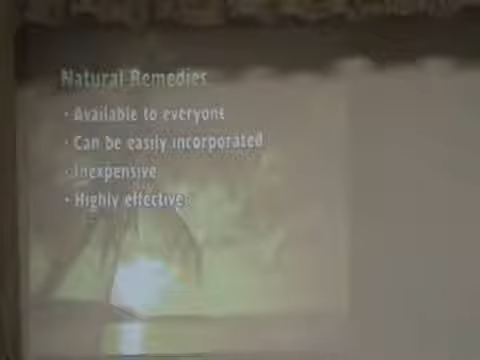 Natural Remedies
· Available to everyone
· Can be easily incorporated
· Inexpensive
· Highly effective